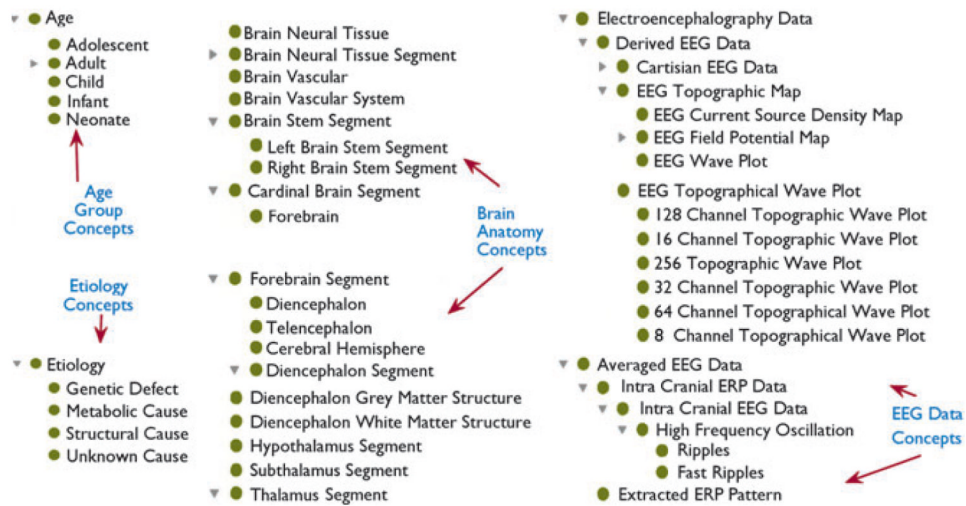 Age
Adolescent
Adult
Child
Infant
Neonate
Age
Group
Concepts
Etiology
Concepts
Etiology
Genetic Defect
Metabolic Cause
Structural Cause
Unknown Cause
Brain Neural Tissue
Brain Neural Tissue Segment
Brain Vascular
Brain Vascular System
Brain Stem Segment
Left Brain Stem Segment
Right Brain Stem Segment
Cardinal Brain Segment
Forebrain
Brain
Anatomy
Concepts
Forebrain Segment
Diencephalon
Telencephalon
Cerebral Hemisphere
Diencephalon Segment
Diencephalon Grey Matter Structure
Diencephalon White Matter Structure
Hypothalamus Segment
Subthalamus Segment
Thalamus Segment
Electroencephalography Data
Derived EEG Data
Cartisian EEG Data
EEG Topographic Map
EEG Current Source Density Map
EEG Field Potential Map
EEG Wave Plot
EEG Topographical Wave Plot
128 Channel Topographic Wave Plot
16 Channel Topographic Wave Plot
256 Topographic Wave Plot
32 Channel Topographic Wave Plot
64 Channel Topographical Wave Plot
8 Channel Topographical Wave Plot
Averaged EEG Data
Intra Cranial ERP Data
Intra Cranial EEG Data
High Frequency Oscillation
Ripples
Fast Ripples
Extracted ERP Pattern
EEG Data
Concepts